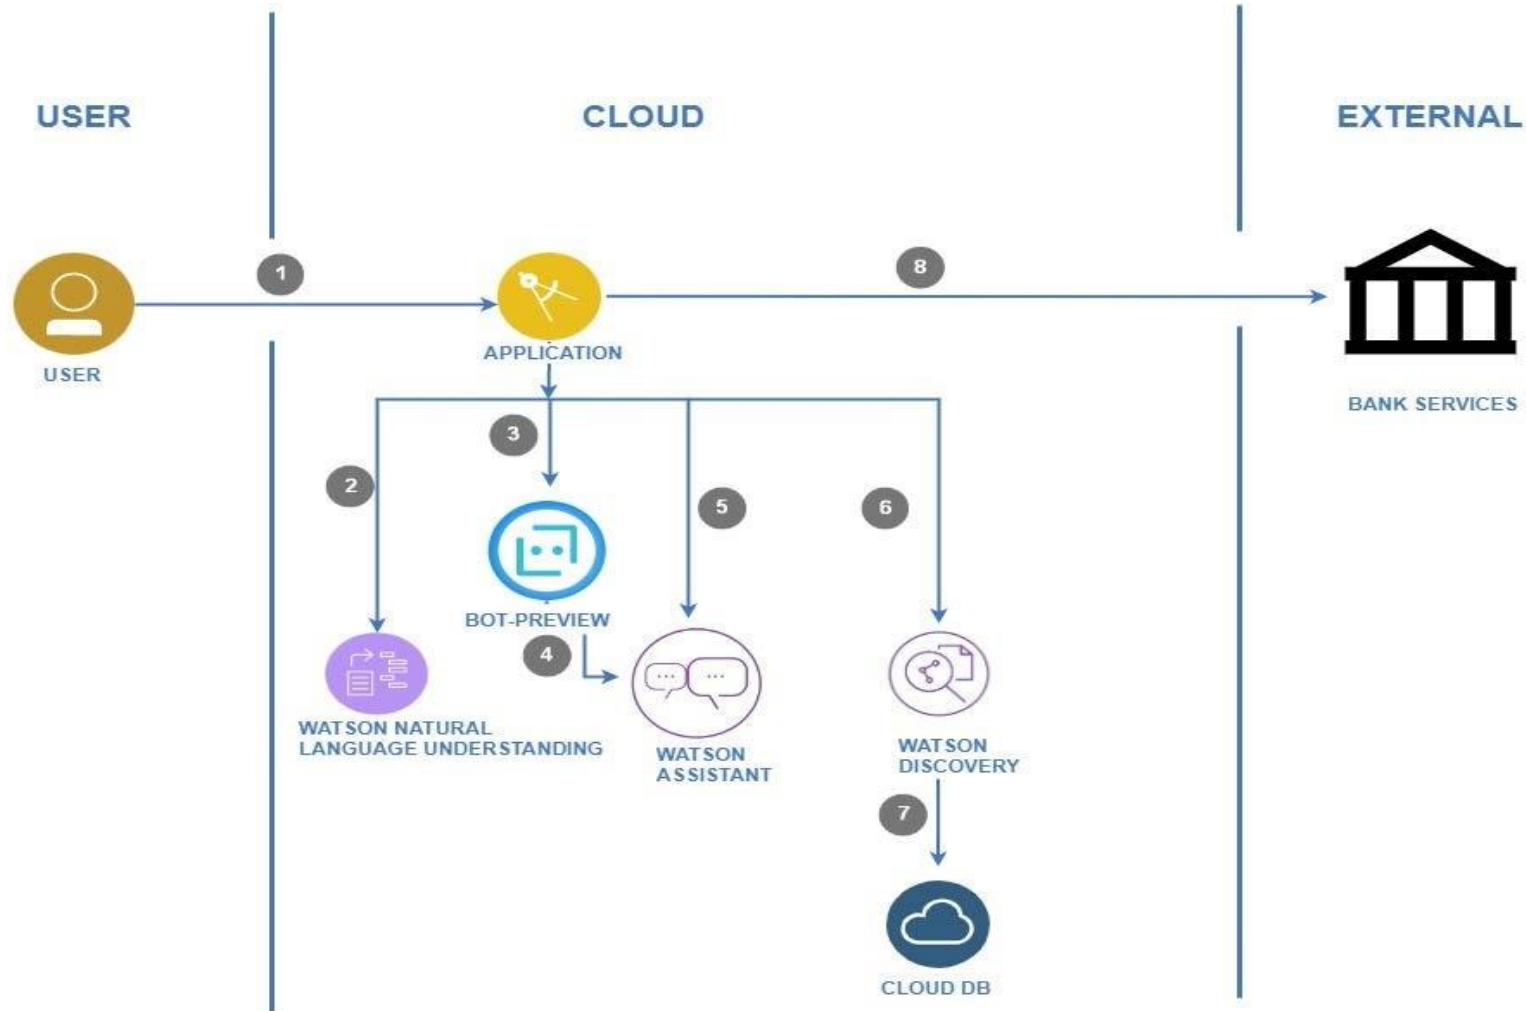 USER
CLOUD
EXTERNAL
1
8
USER
APPLICATION
BANK SERVICES
3
2
5
6
BOT-PREVIEW
4
WATSON NATURAL
LANGUAGE UNDERSTANDING
WATSON
ASSISTANT
WATSON
DISCOVERY
7
CLOUD DB